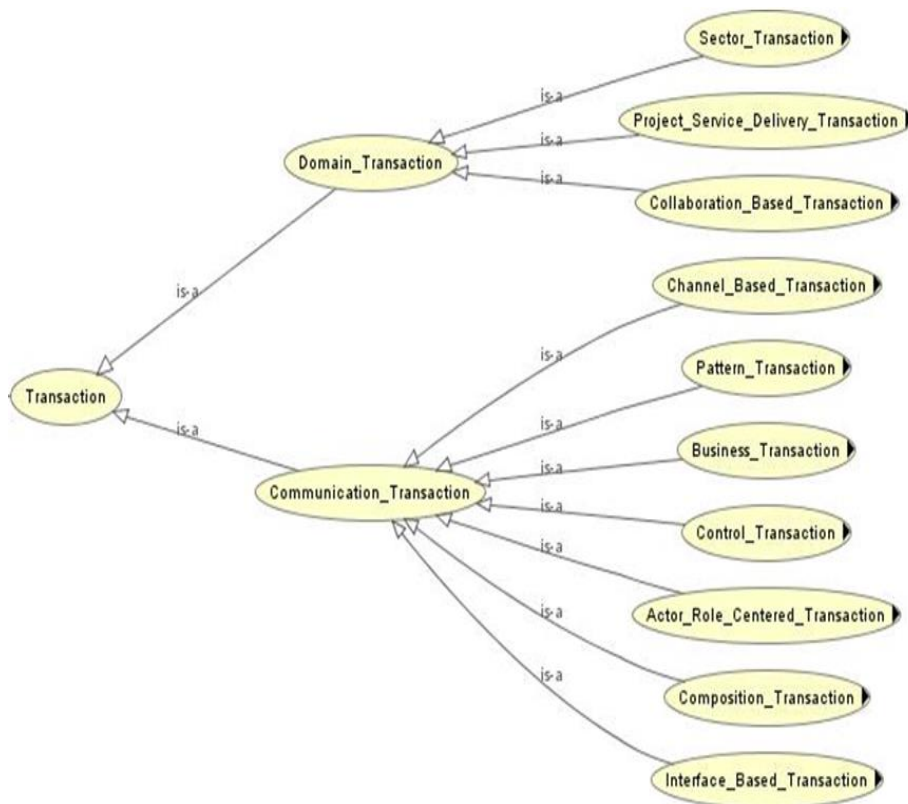 Sector_Transaction
is-a
Project_Service_Delivery_Transaction
is-a
Domain_Transaction
is-a
Collaboration_Based_Transaction
Channel_Based_Transaction
is-a
is-a
Pattern_Transaction
Transaction
is-a
is-a
Business_Transaction
is-a
Communication_Transaction
is-a
Control_Transaction
is-a
Actor_Role_Centered_Transaction
is-a
Composition_Transaction
is-a
Interface_Based_Transaction